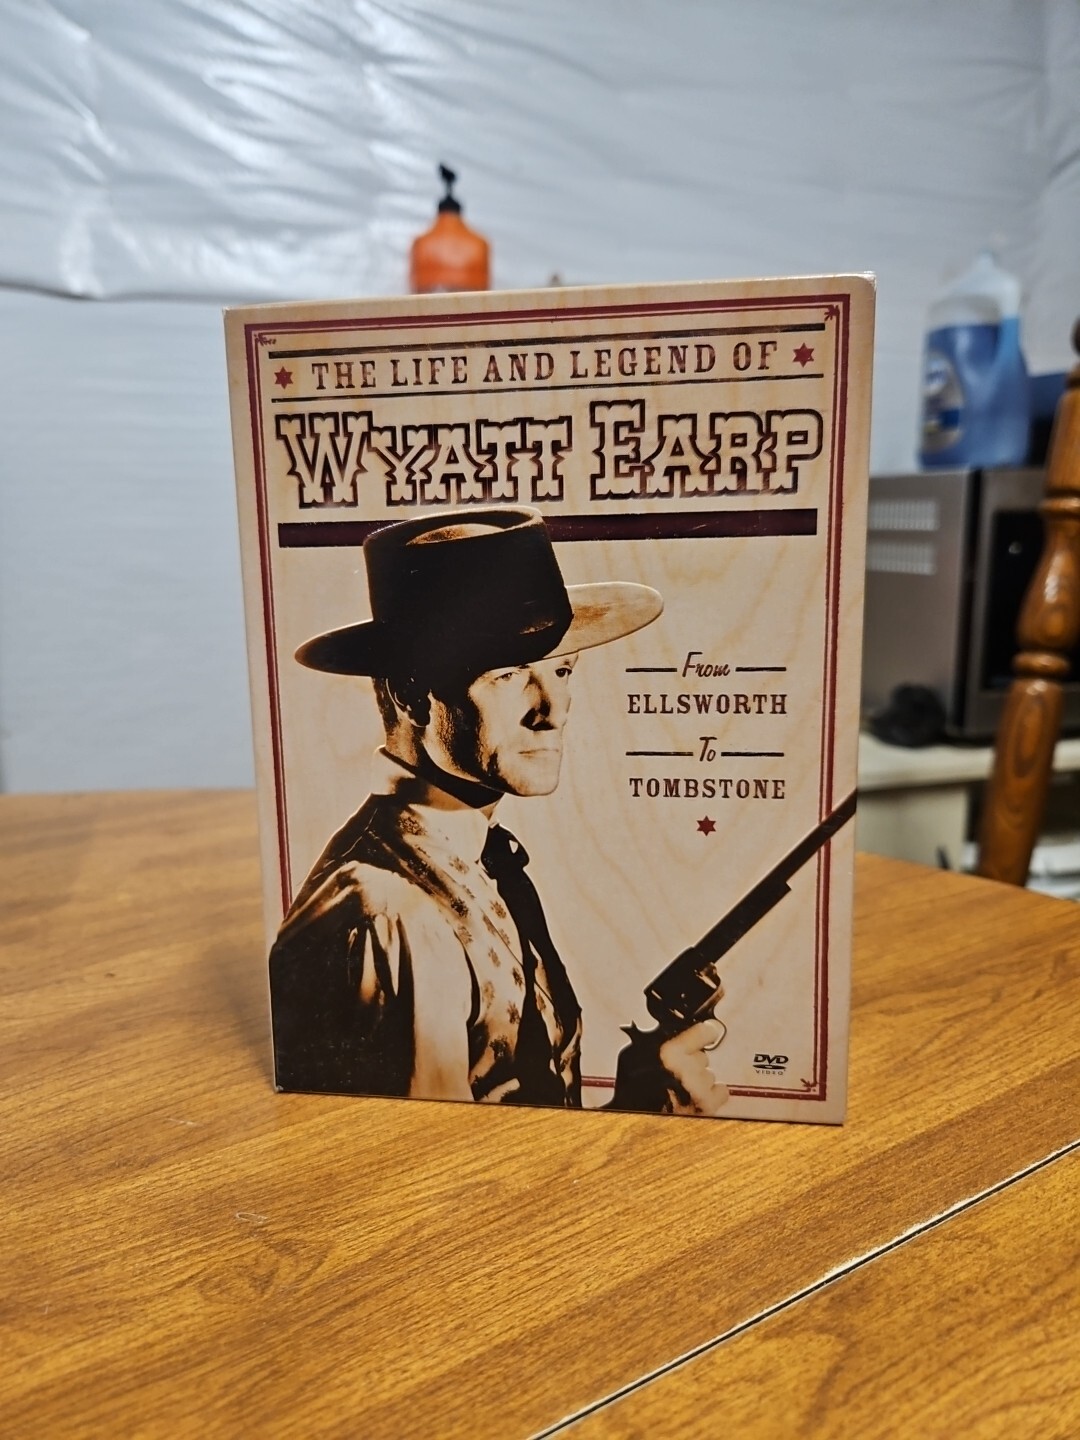 THE LIFE AND LEGEND OF
WYATT EARP
From
ELLSWORTH
To
TOMBSTONE
DVD
VIDEO